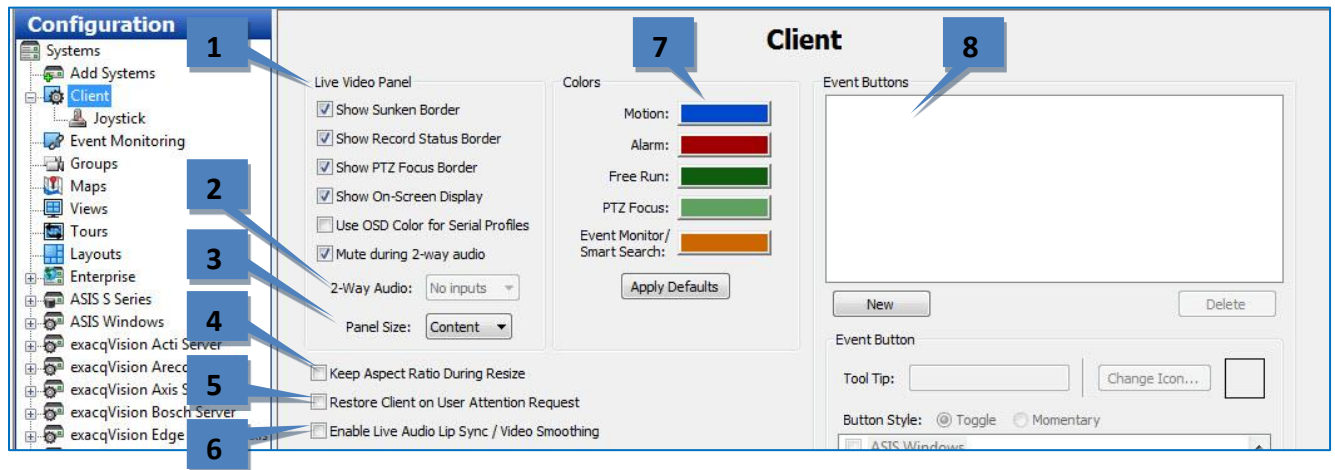 Configuration
Systems
Add Systems
Client
Joystick
Event Monitoring
Groups
Maps
Views
Tours
Layouts
Enterprise
ASIS S Series
ASIS Windows
exacqVision Acti Server
exacqVision Areco
exacqVision Axis S
exacqVision Bosch Server
exacqVision Edge
1
2
3
4
5
6
7
8
Client
Live Video Panel
Show Sunken Border
Show Record Status Border
Show PTZ Focus Border
Show On-Screen Display
Use OSD Color for Serial Profiles
Mute during 2-way audio
2-Way Audio: No inputs
Panel Size: Content
Keep Aspect Ratio During Resize
Restore Client on User Attention Request
Enable Live Audio Lip Sync / Video Smoothing
Colors
Motion:
Alarm:
Free Run:
PTZ Focus:
Event Monitor/
Smart Search:
Apply Defaults
Event Buttons
New Delete
Event Button
Tool Tip: Change Icon...
Button Style: Toggle Momentary
ASIS Windows